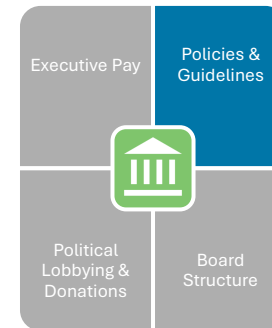 Executive Pay
Policies &
Guidelines
Political
Lobbying &
Donations
Board
Structure